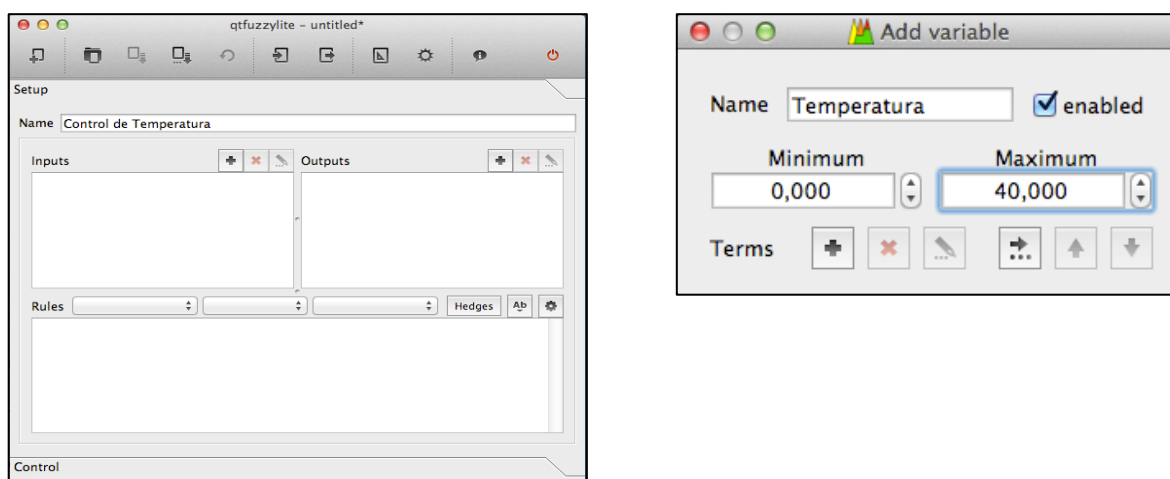 qtfuzzylite – untitled*
Setup
Name Control de Temperatura
Inputs Outputs
Rules Hedges Ab
Control
Add variable
Name Temperatura enabled
Minimum Maximum
0,000 40,000
Terms